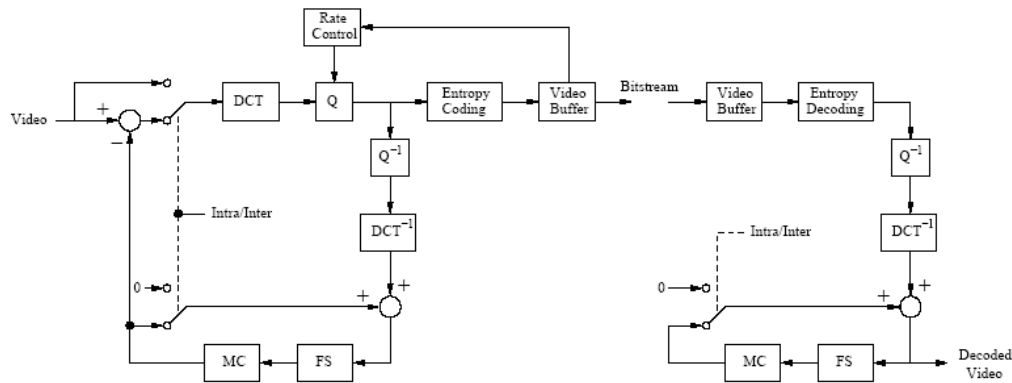 Rate
Control
Video
+
−
DCT
Q
Entropy
Coding
Video
Buffer
Bitstream
Video
Buffer
Entropy
Decoding
Q⁻¹
Q⁻¹
Intra/Inter
DCT⁻¹
Intra/Inter
DCT⁻¹
0
+
+
0
+
+
MC
FS
MC
FS
Decoded
Video